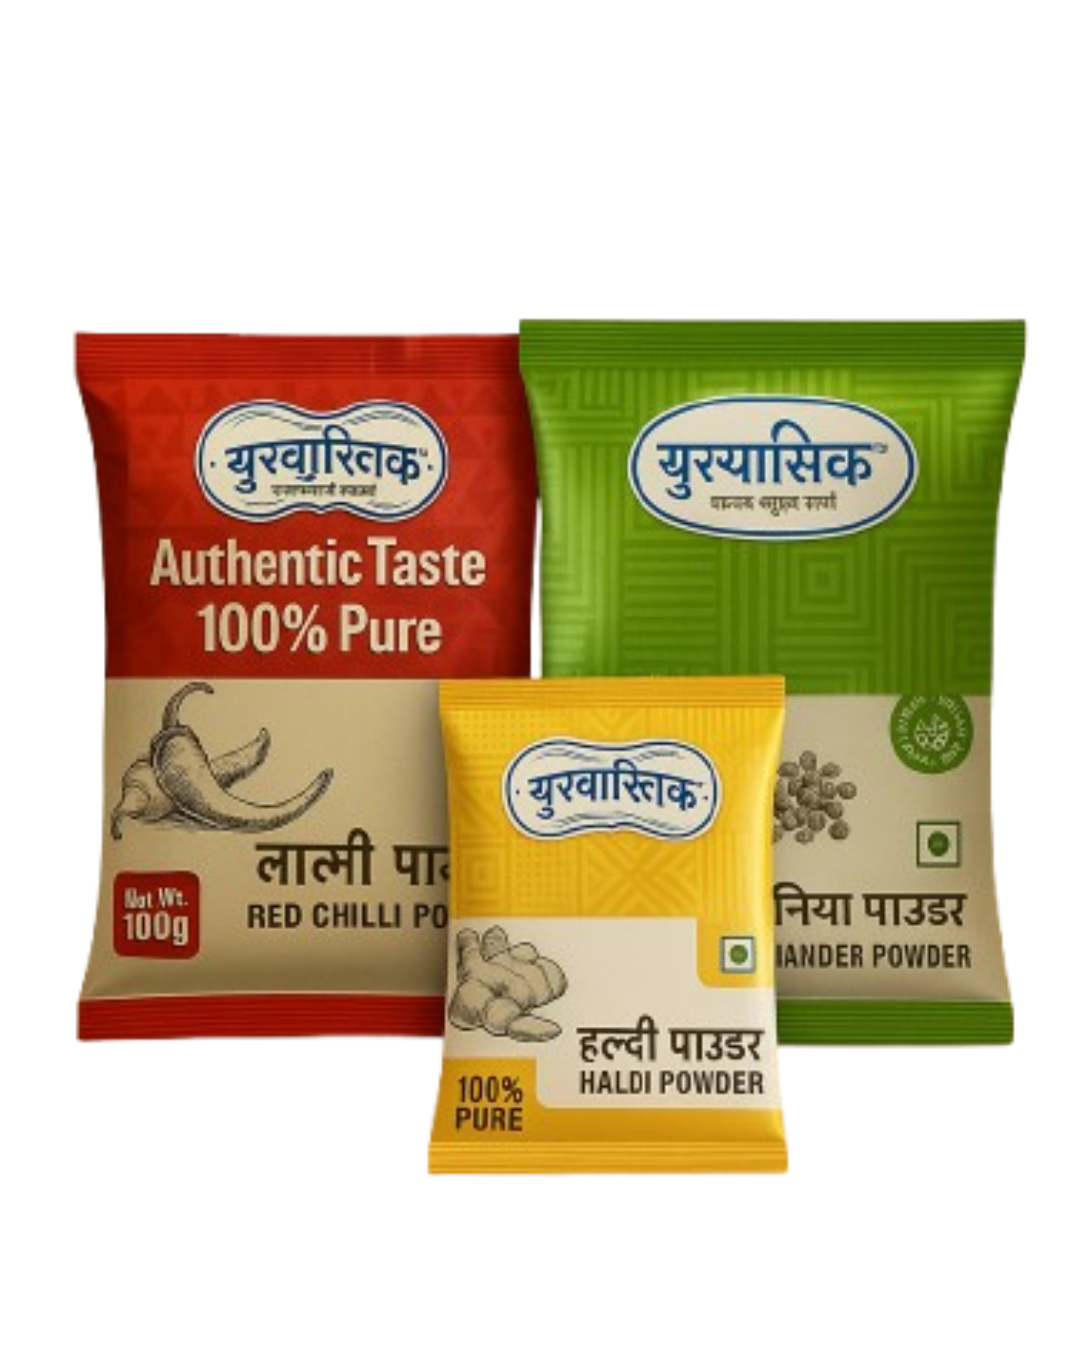 युरवास्तिक
Authentic Taste
100% Pure
लात्मी पा
RED CHILLI PO
Net Wt.
100g
युरयासिक
निया पाउडर
IANDER POWDER
युरवास्तिक
हल्दी पाउडर
HALDI POWDER
100%
PURE